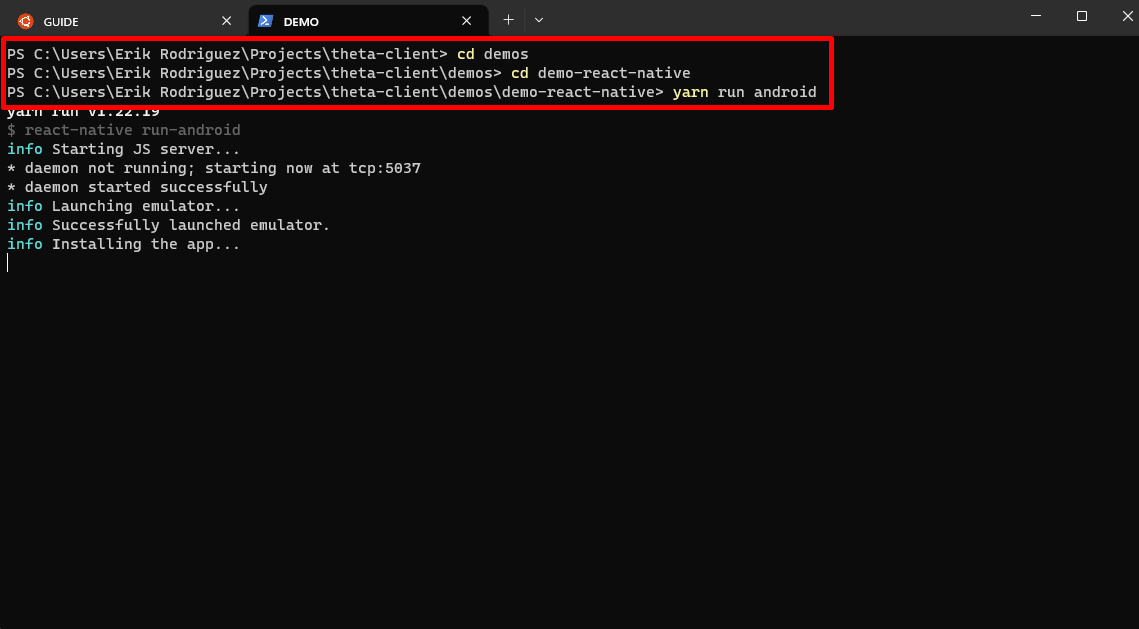 GUIDE
DEMO
PS C:\Users\Erik Rodriguez\Projects\theta-client> cd demos
PS C:\Users\Erik Rodriguez\Projects\theta-client\demos> cd demo-react-native
PS C:\Users\Erik Rodriguez\Projects\theta-client\demos\demo-react-native> yarn run android
yarn run v1.22.19
$ react-native run-android
info Starting JS server...
* daemon not running; starting now at tcp:5037
* daemon started successfully
info Launching emulator...
info Successfully launched emulator.
info Installing the app...